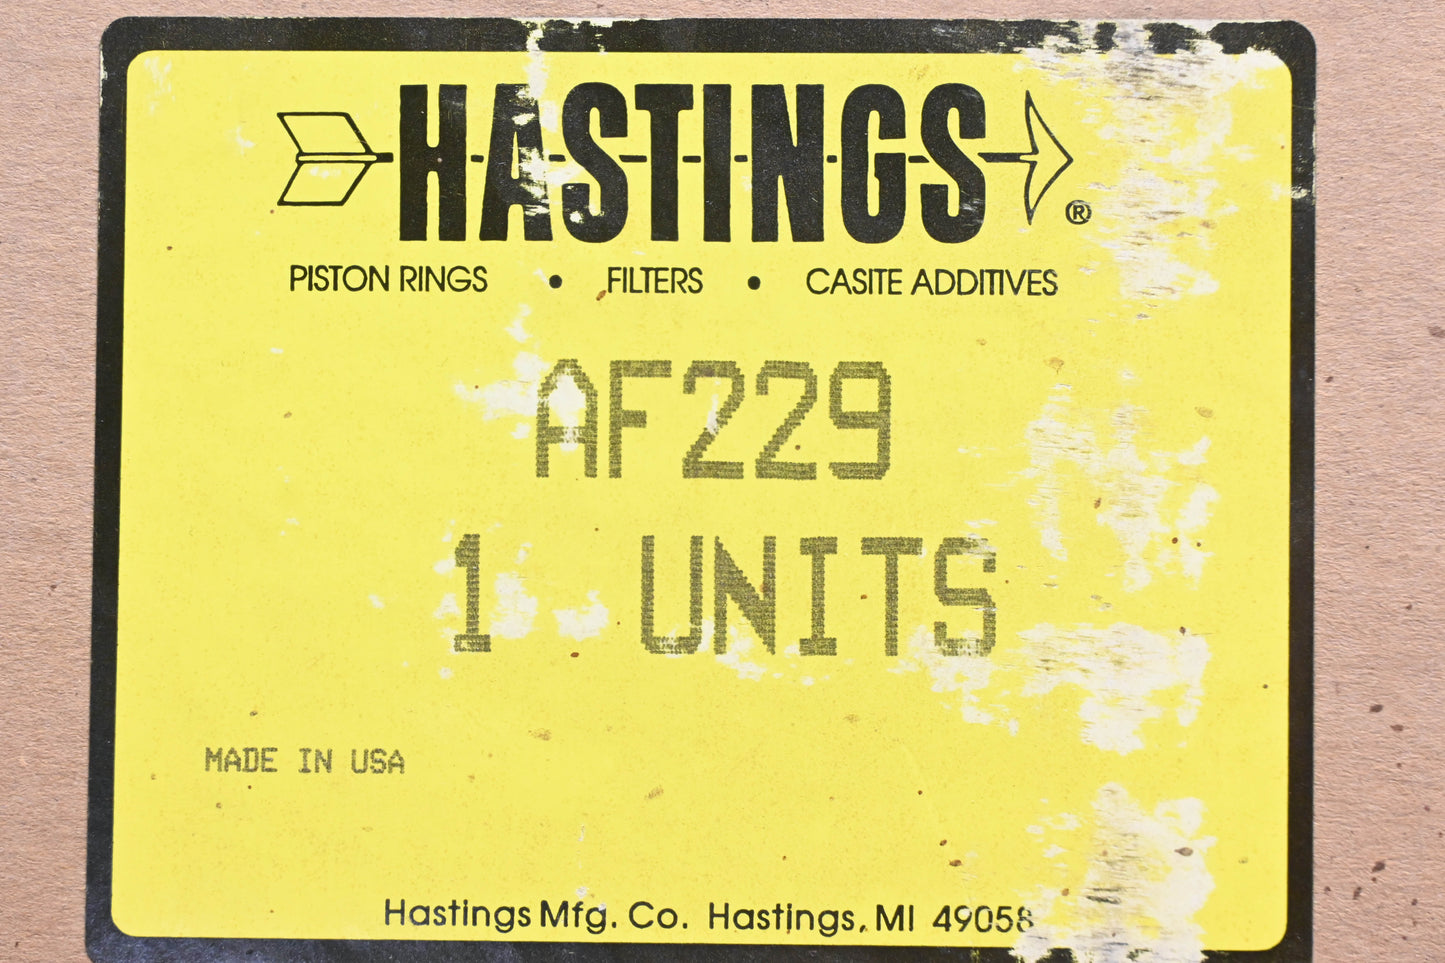 HASTINGS ®
PISTON RINGS • FILTERS • CASITE ADDITIVES
AF229
1 UNITS
MADE IN USA
Hastings Mfg. Co. Hastings, MI 49058